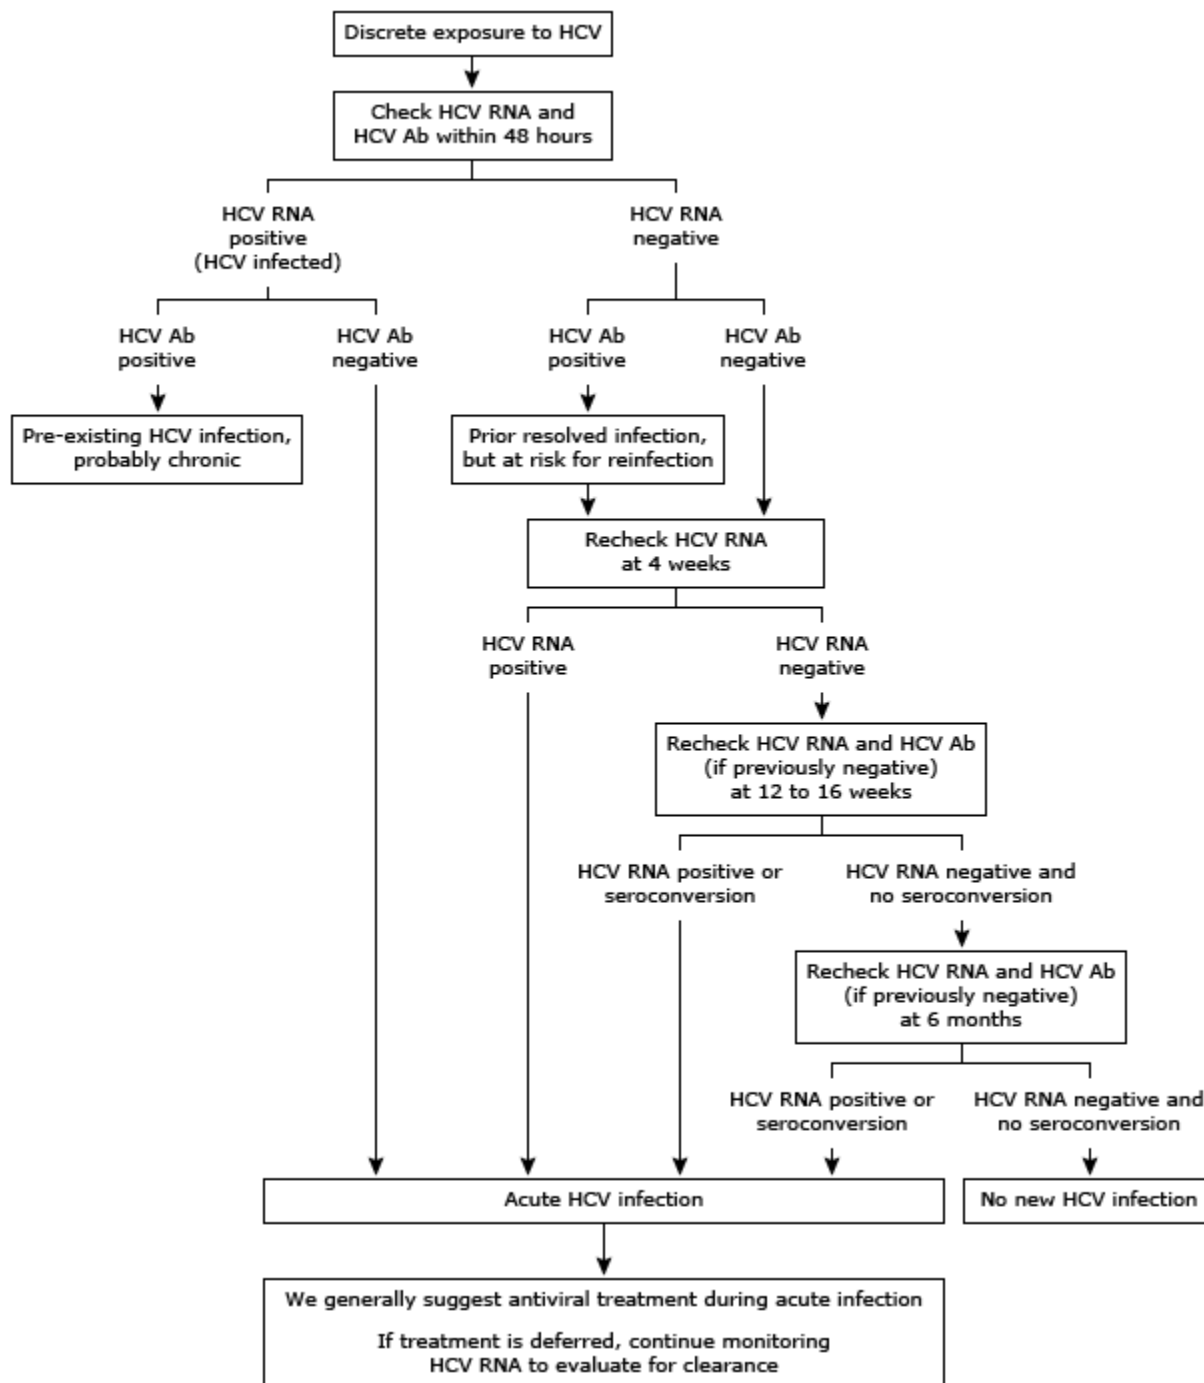 Discrete exposure to HCV
Check HCV RNA and
HCV Ab within 48 hours
HCV RNA
positive
(HCV infected)
HCV RNA
negative
HCV Ab
positive
HCV Ab
negative
HCV Ab
positive
HCV Ab
negative
Pre-existing HCV infection,
probably chronic
Prior resolved infection,
but at risk for reinfection
Recheck HCV RNA
at 4 weeks
HCV RNA
positive
HCV RNA
negative
Recheck HCV RNA and HCV Ab
(if previously negative)
at 12 to 16 weeks
HCV RNA positive or
seroconversion
HCV RNA negative and
no seroconversion
Recheck HCV RNA and HCV Ab
(if previously negative)
at 6 months
HCV RNA positive or
seroconversion
HCV RNA negative and
no seroconversion
Acute HCV infection
No new HCV infection
We generally suggest antiviral treatment during acute infection
If treatment is deferred, continue monitoring
HCV RNA to evaluate for clearance